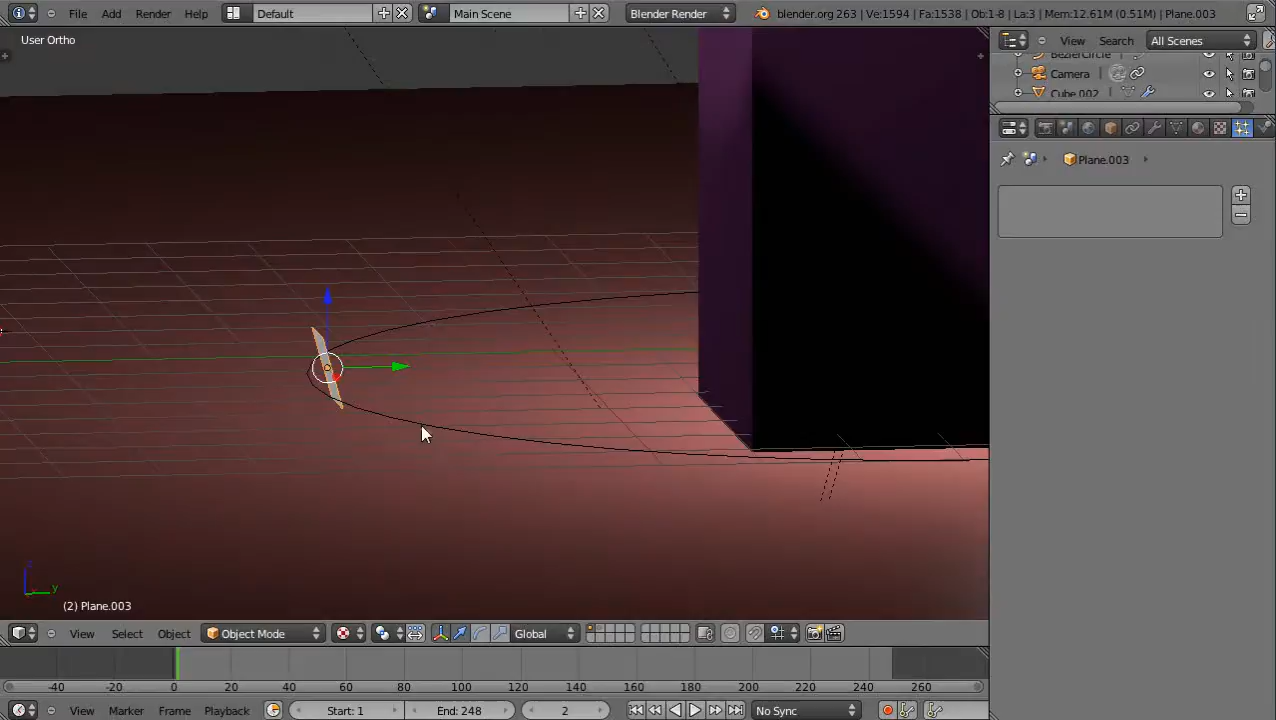 File Add Render Help Default Main Scene Blender Render blender.org 263 | Ve:1594 | Fa:1538 | Ob:1-8 | La:3 | Mem:12.61M (0.51M) | Plane.003
User Ortho
View Search All Scenes
BezierCircle
Camera
Cube.002
Plane.003
z
y
(2) Plane.003
View Select Object Object Mode Global
-40 -20 0 20 40 60 80 100 120 140 160 180 200 220 240 260
View Marker Frame Playback Start: 1 End: 248 2 No Sync